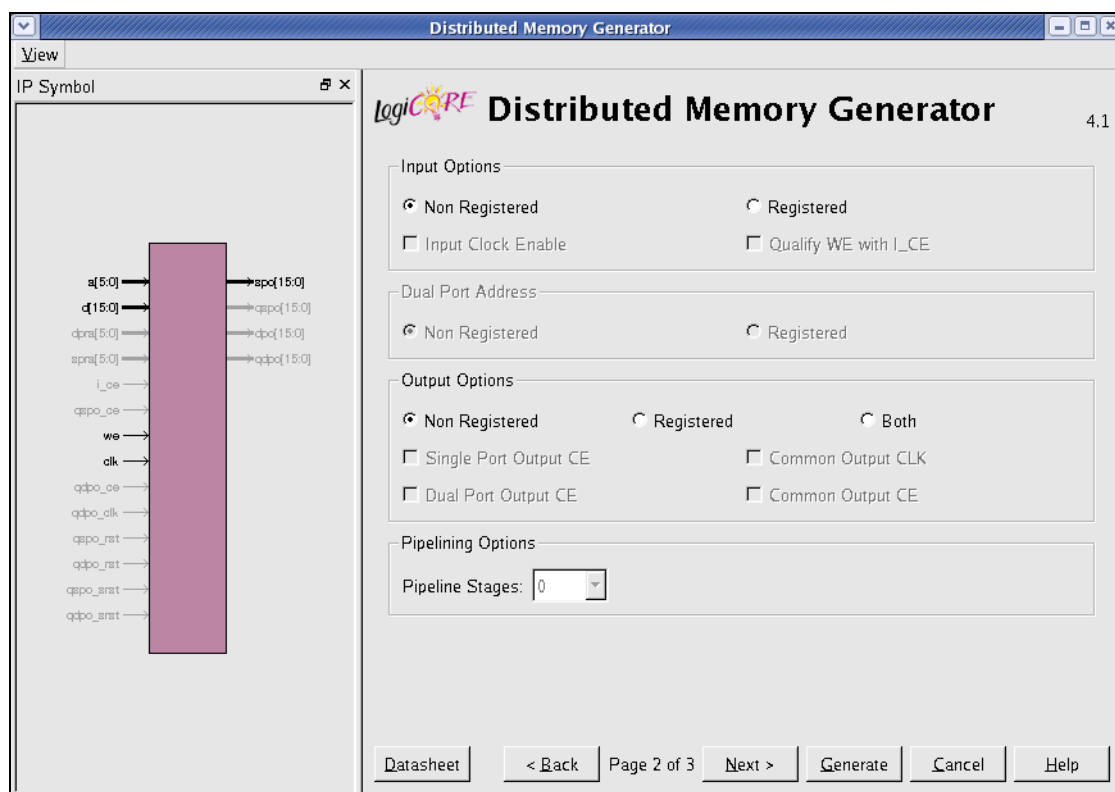 Distributed Memory Generator
View
IP Symbol
a[5:0]
d[15:0]
dpra[5:0]
spra[5:0]
i_ce
qspo_ce
we
clk
qdpo_ce
qdpo_clk
qspo_rst
qdpo_rst
qspo_srst
qdpo_srst
spo[15:0]
qspo[15:0]
dpo[15:0]
qdpo[15:0]
LogiCORE Distributed Memory Generator 4.1
Input Options
Non Registered Registered
Input Clock Enable Qualify WE with I_CE
Dual Port Address
Non Registered Registered
Output Options
Non Registered Registered Both
Single Port Output CE Common Output CLK
Dual Port Output CE Common Output CE
Pipelining Options
Pipeline Stages: 0
Datasheet < Back Page 2 of 3 Next > Generate Cancel Help